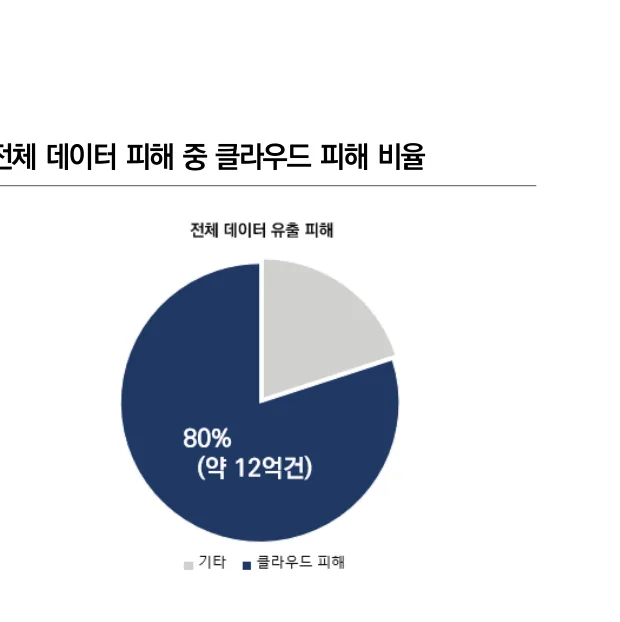 전체 데이터 피해 중 클라우드 피해 비율
전체 데이터 유출 피해
80%
(약 12억건)
기타
클라우드 피해